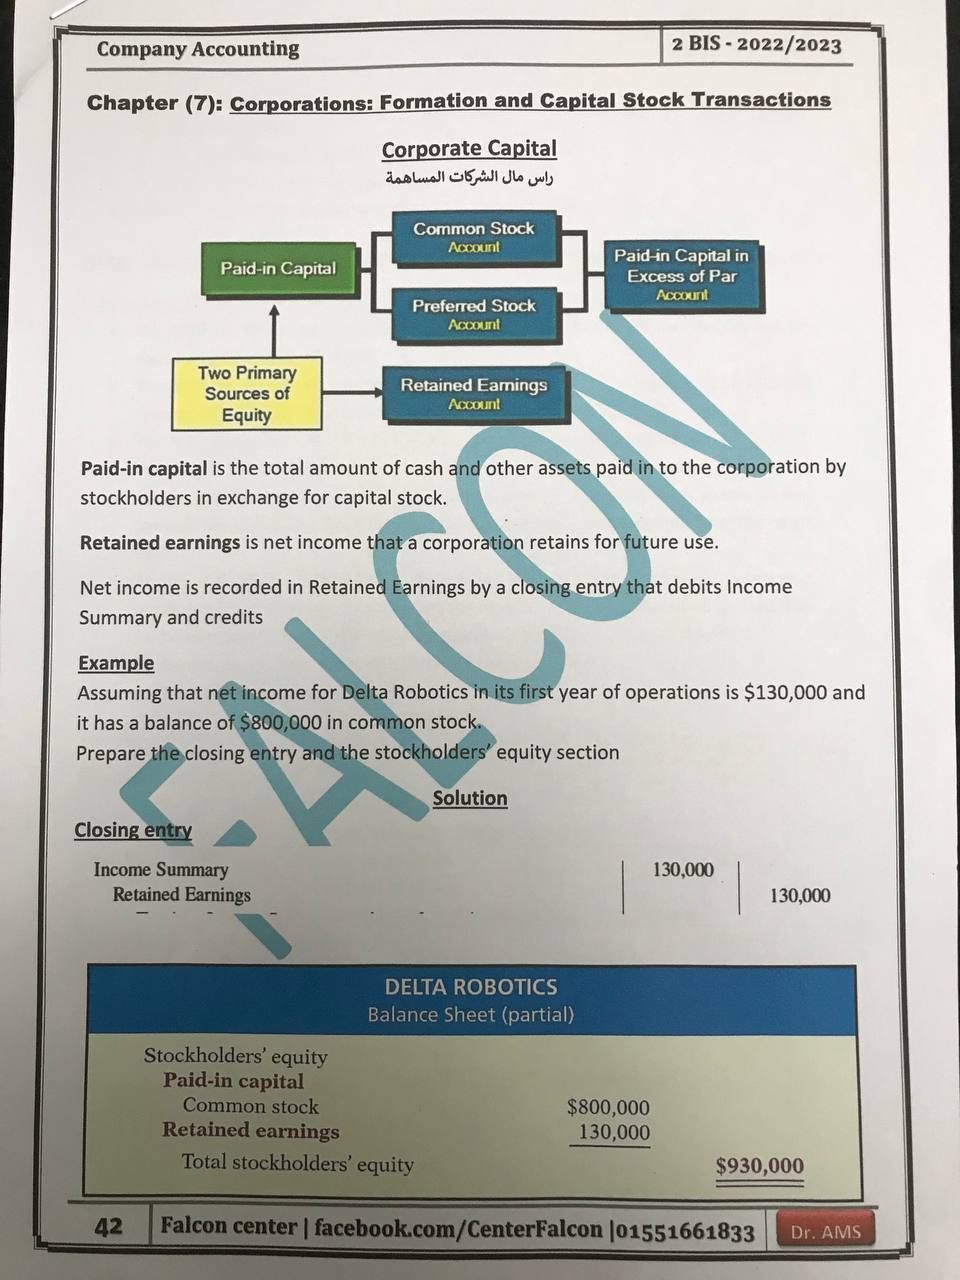 Company Accounting
2 BIS - 2022/2023
Chapter (7): Corporations: Formation and Capital Stock Transactions
Corporate Capital
راس مال الشركات المساهمة
Common Stock
Account
Paid-in Capital
Paid-in Capital in
Excess of Par
Account
Preferred Stock
Account
Two Primary
Sources of
Equity
Retained Earnings
Account
Paid-in capital is the total amount of cash and other assets paid in to the corporation by
stockholders in exchange for capital stock.
Retained earnings is net income that a corporation retains for future use.
Net income is recorded in Retained Earnings by a closing entry that debits Income
Summary and credits
Example
Assuming that net income for Delta Robotics in its first year of operations is $130,000 and
it has a balance of $800,000 in common stock.
Prepare the closing entry and the stockholders' equity section
Solution
Closing entry
Income Summary 130,000
Retained Earnings 130,000
FALCON
DELTA ROBOTICS
Balance Sheet (partial)
Stockholders' equity
Paid-in capital
Common stock $800,000
Retained earnings 130,000
Total stockholders' equity $930,000
42 Falcon center | facebook.com/CenterFalcon |01551661833 Dr. AMS